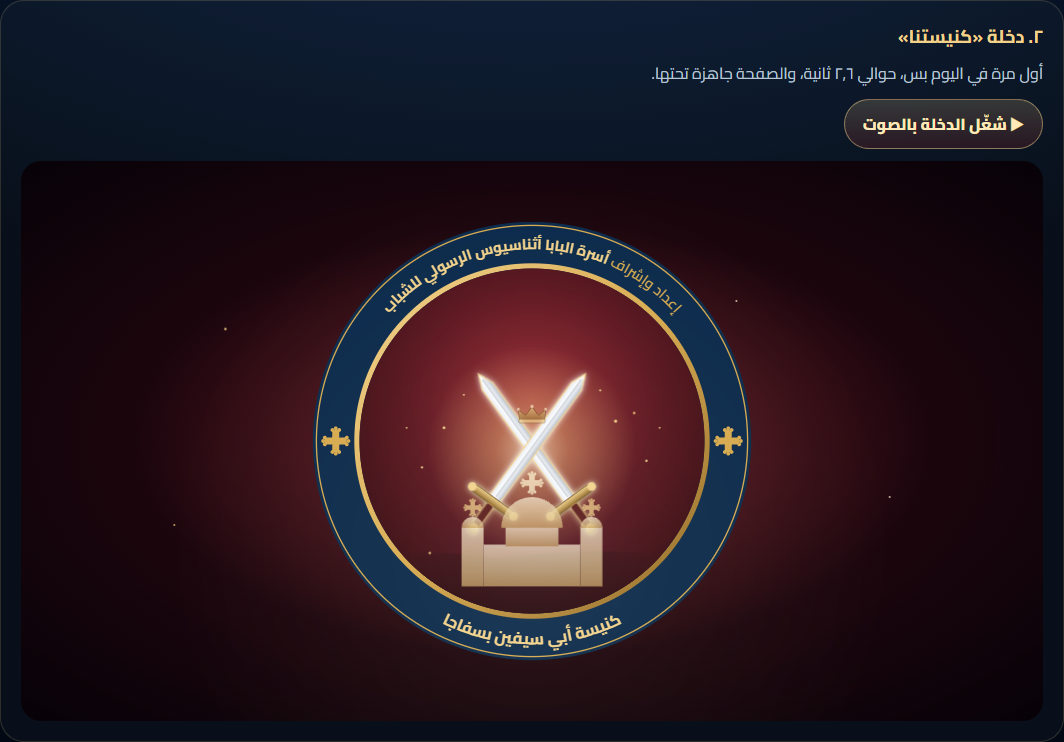 ٢. دخلة «كنيستنا»
أول مرة في اليوم بس، حوالي ٢٫٦ ثانية، والصفحة جاهزة تحتها.
▶ شغّل الدخلة بالصوت
إعداد وإشراف أسرة البابا أثناسيوس الرسولي للشباب
كنيسة أبي سيفين بسفاجا